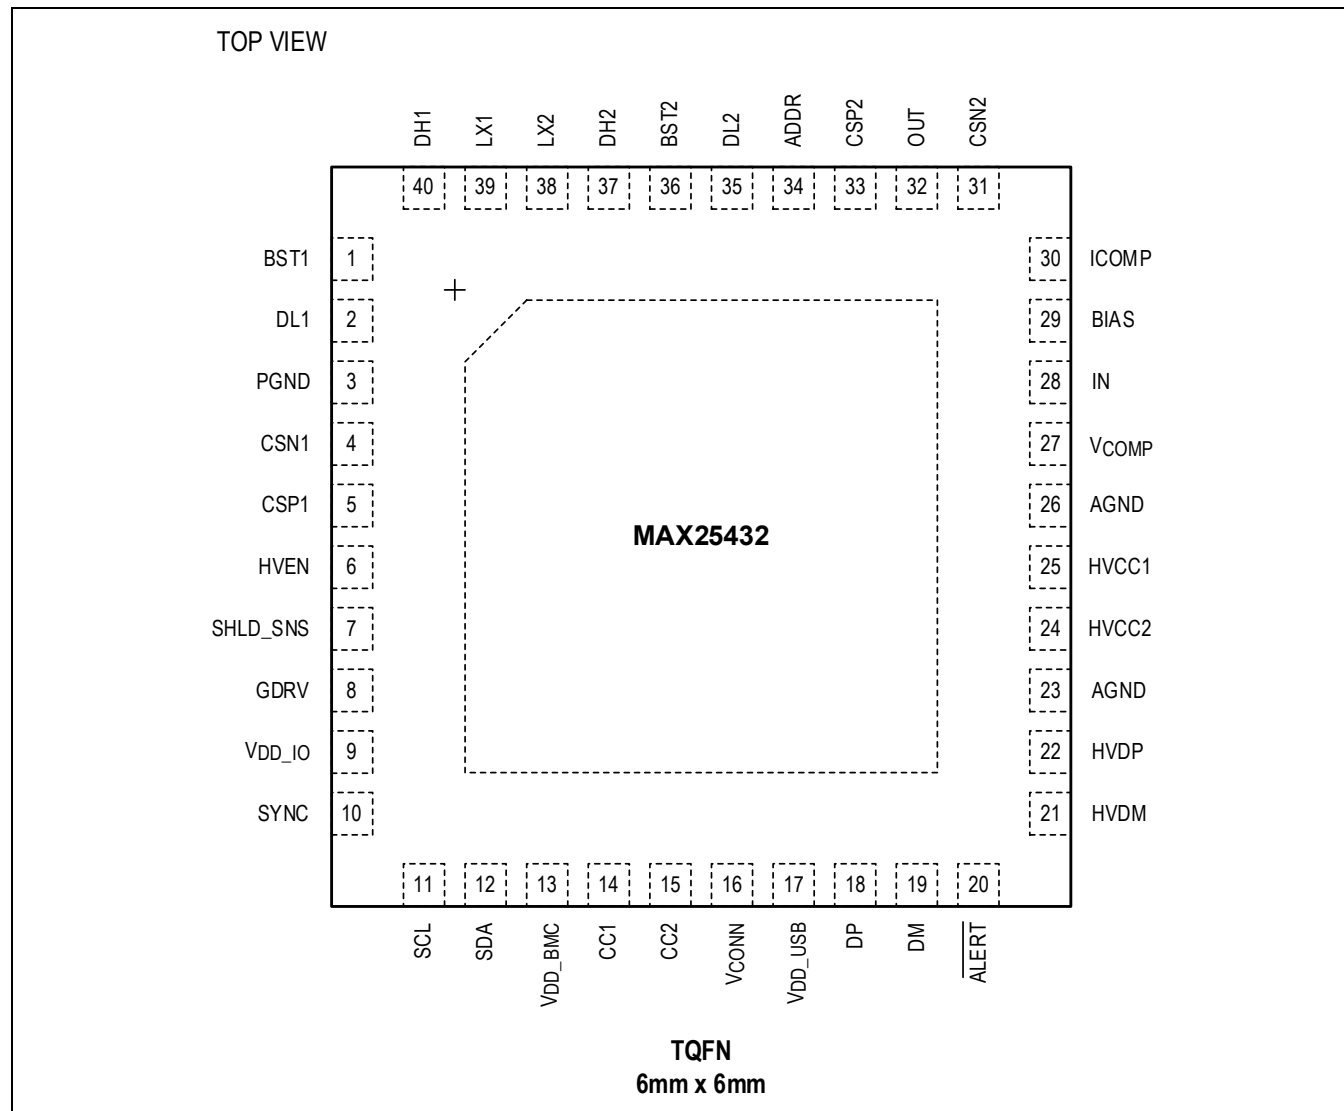 TOP VIEW
DH1 LX1 LX2 DH2 BST2 DL2 ADDR CSP2 OUT CSN2
40 39 38 37 36 35 34 33 32 31
BST1 1 30 ICOMP
DL1 2 29 BIAS
PGND 3 28 IN
CSN1 4 27 VCOMP
CSP1 5 26 AGND
MAX25432
HVEN 6 25 HVCC1
SHLD_SNS 7 24 HVCC2
GDRV 8 23 AGND
VDD_IO 9 22 HVDP
SYNC 10 21 HVDM
11 12 13 14 15 16 17 18 19 20
SCL SDA VDD_BMC CC1 CC2 VCONN VDD_USB DP DM ALERT
TQFN
6mm x 6mm